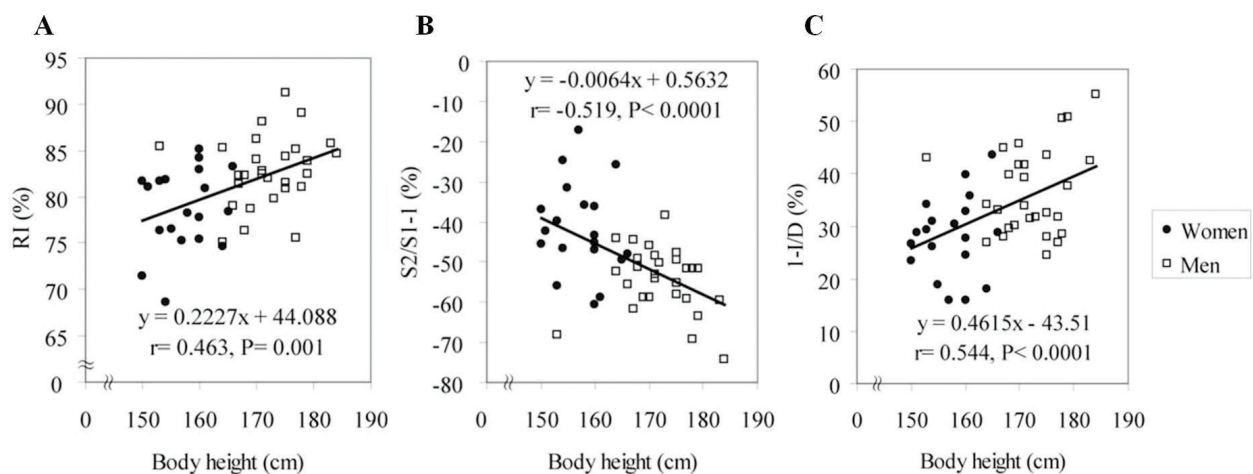 A
RI (%)
95
90
85
80
75
70
65
0
y = 0.2227x + 44.088
r= 0.463, P= 0.001
0 150 160 170 180 190
Body height (cm)
B
S2/S1-1 (%)
0
-10
-20
-30
-40
-50
-60
-70
-80
y = -0.0064x + 0.5632
r= -0.519, P< 0.0001
0 150 160 170 180 190
Body height (cm)
C
1-I/D (%)
60
50
40
30
20
10
0
y = 0.4615x - 43.51
r= 0.544, P< 0.0001
0 150 160 170 180 190
Body height (cm)
Women
Men